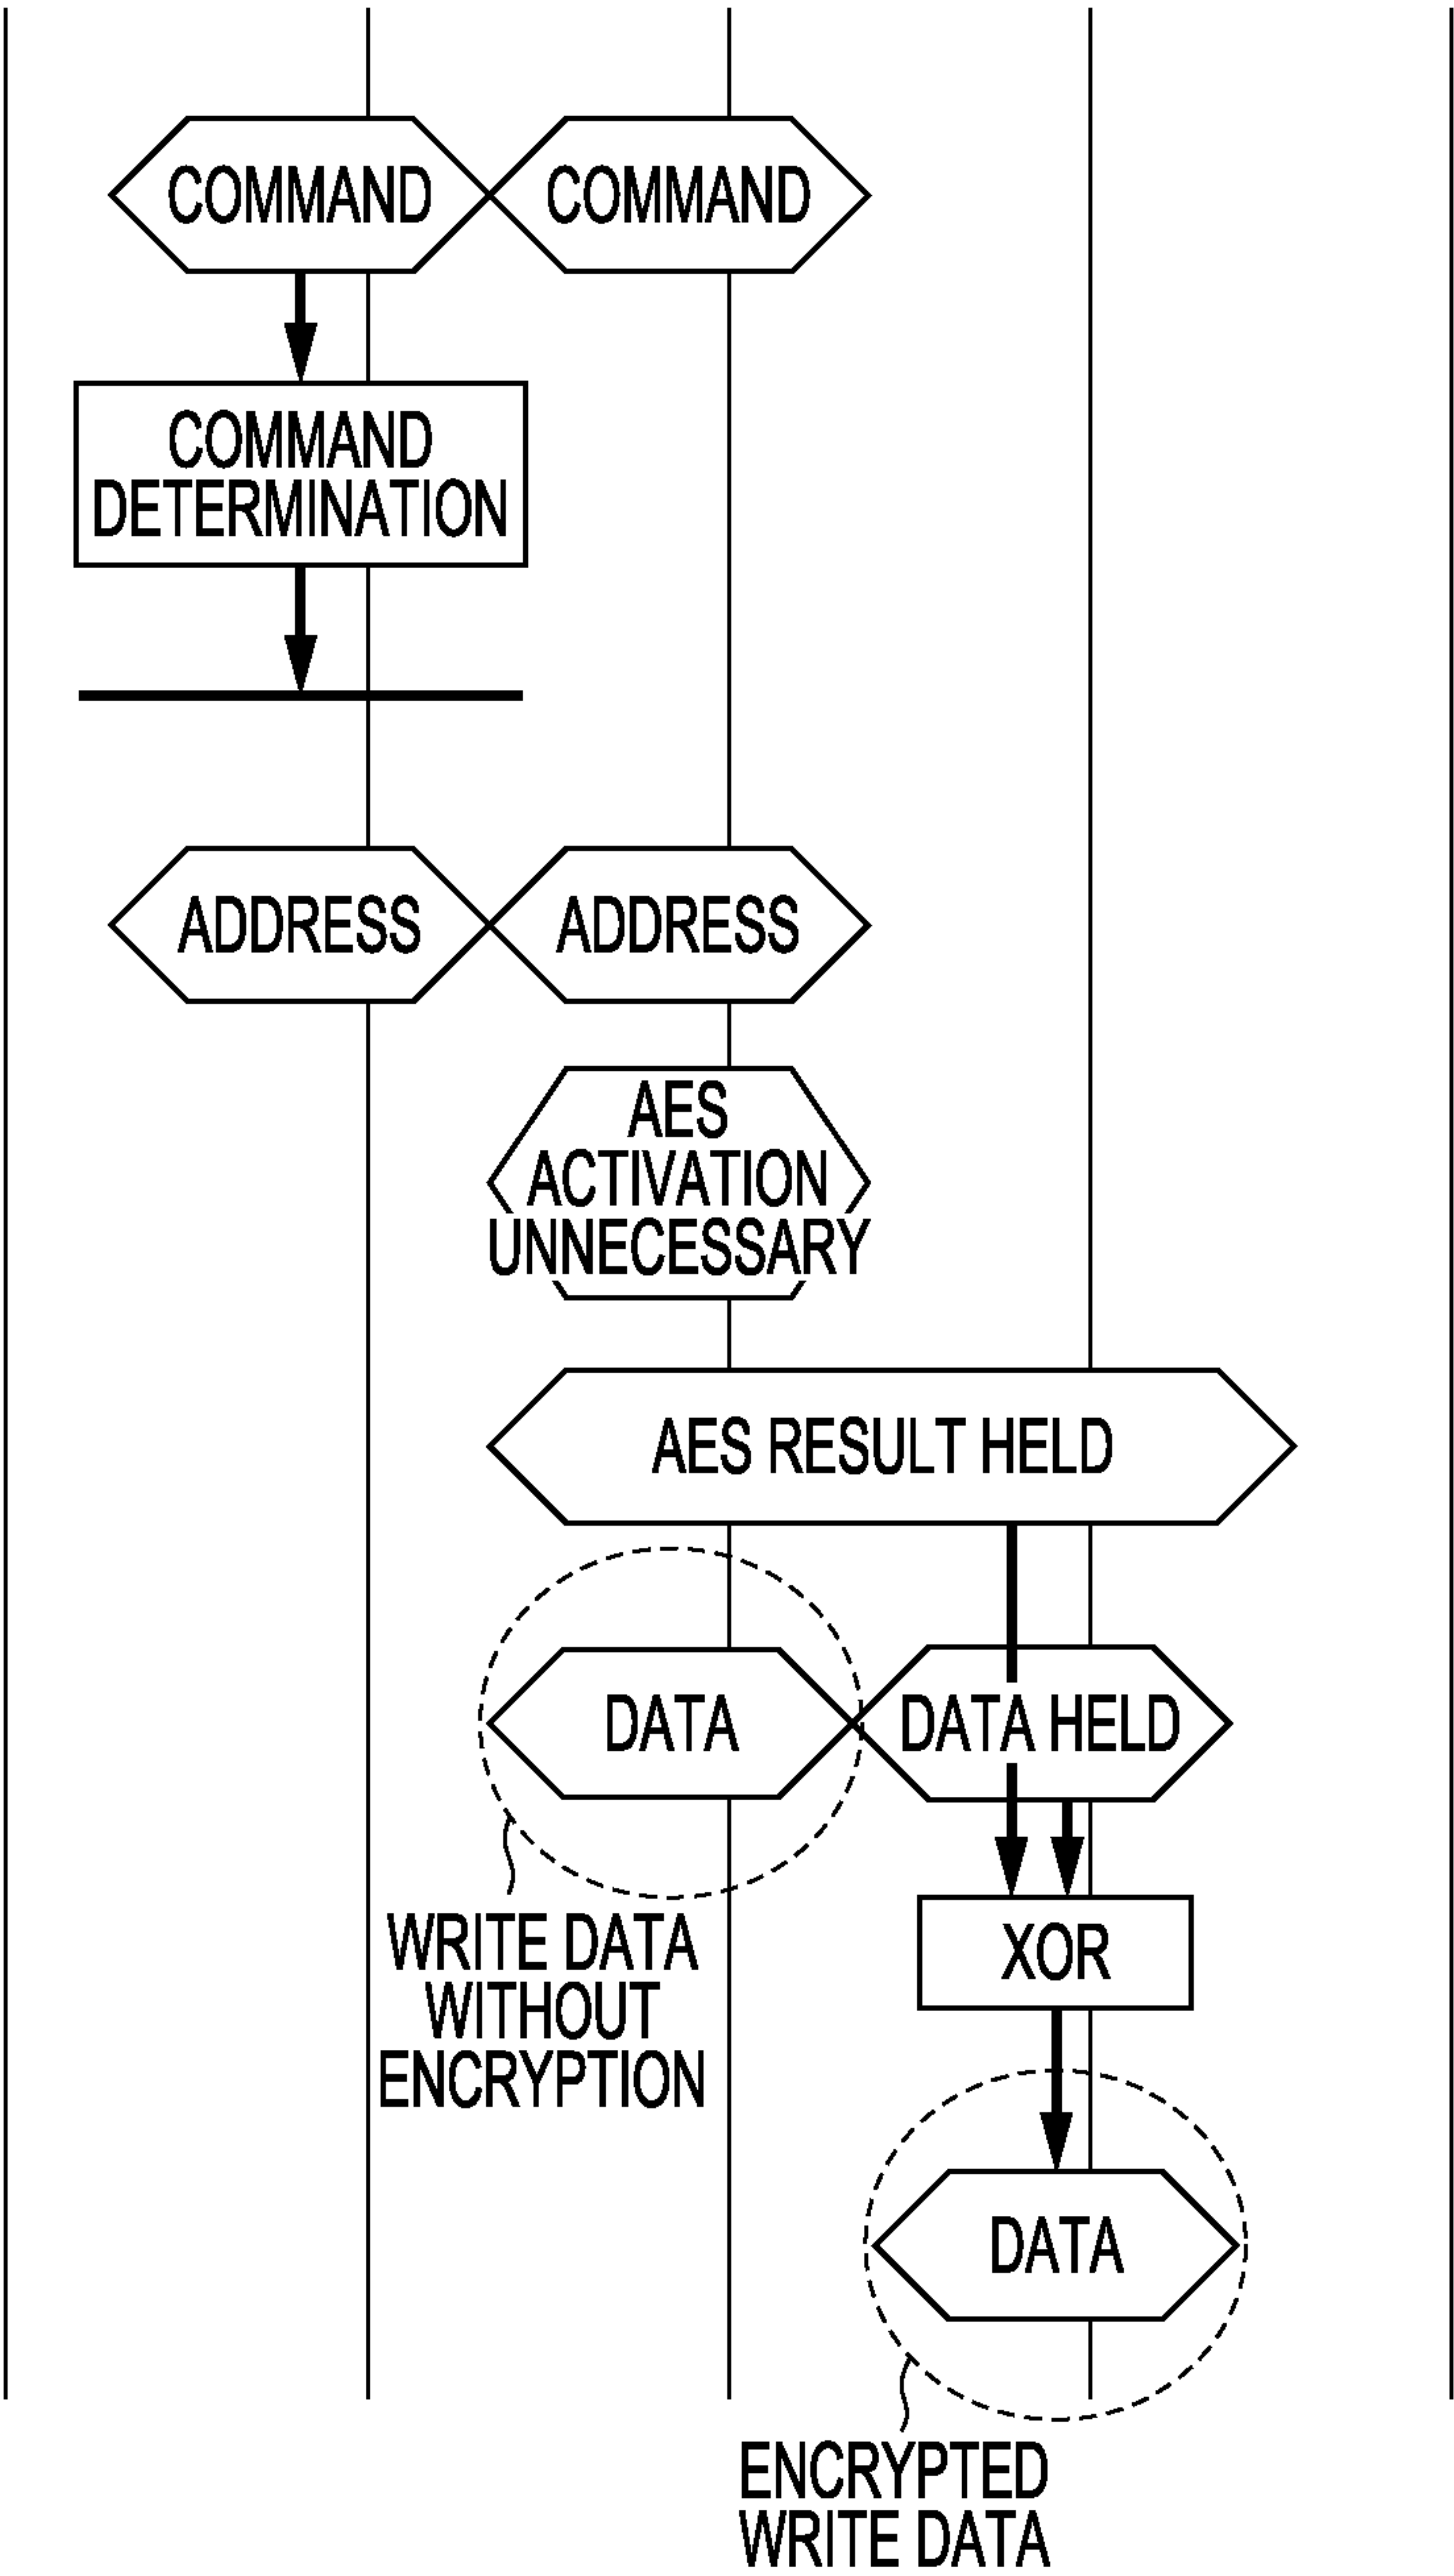 COMMAND
COMMAND
COMMAND
DETERMINATION
ADDRESS
ADDRESS
AES
ACTIVATION
UNNECESSARY
AES RESULT HELD
DATA
DATA HELD
WRITE DATA
WITHOUT
ENCRYPTION
XOR
DATA
ENCRYPTED
WRITE DATA